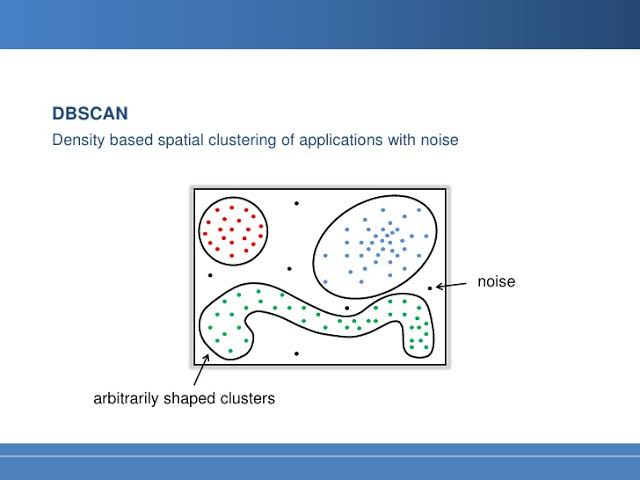 DBSCAN
Density based spatial clustering of applications with noise
noise
arbitrarily shaped clusters